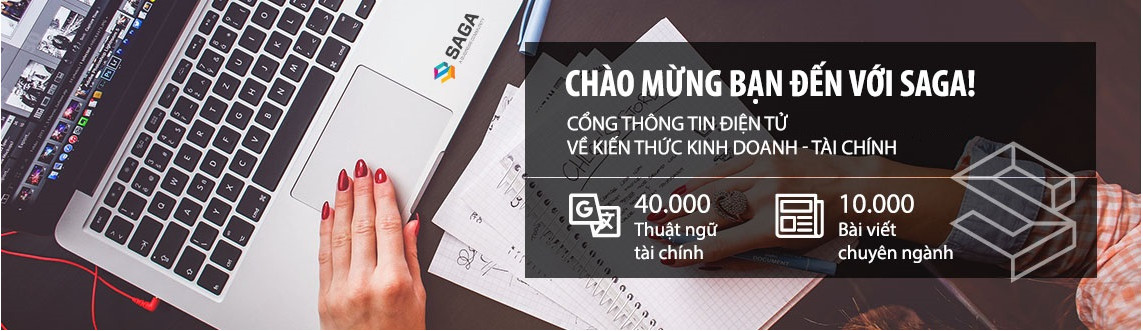 SAGA
CHÀO MỪNG BẠN ĐẾN VỚI SAGA!
CỔNG THÔNG TIN ĐIỆN TỬ
VỀ KIẾN THỨC KINH DOANH - TÀI CHÍNH
40.000
Thuật ngữ
tài chính
10.000
Bài viết
chuyên ngành